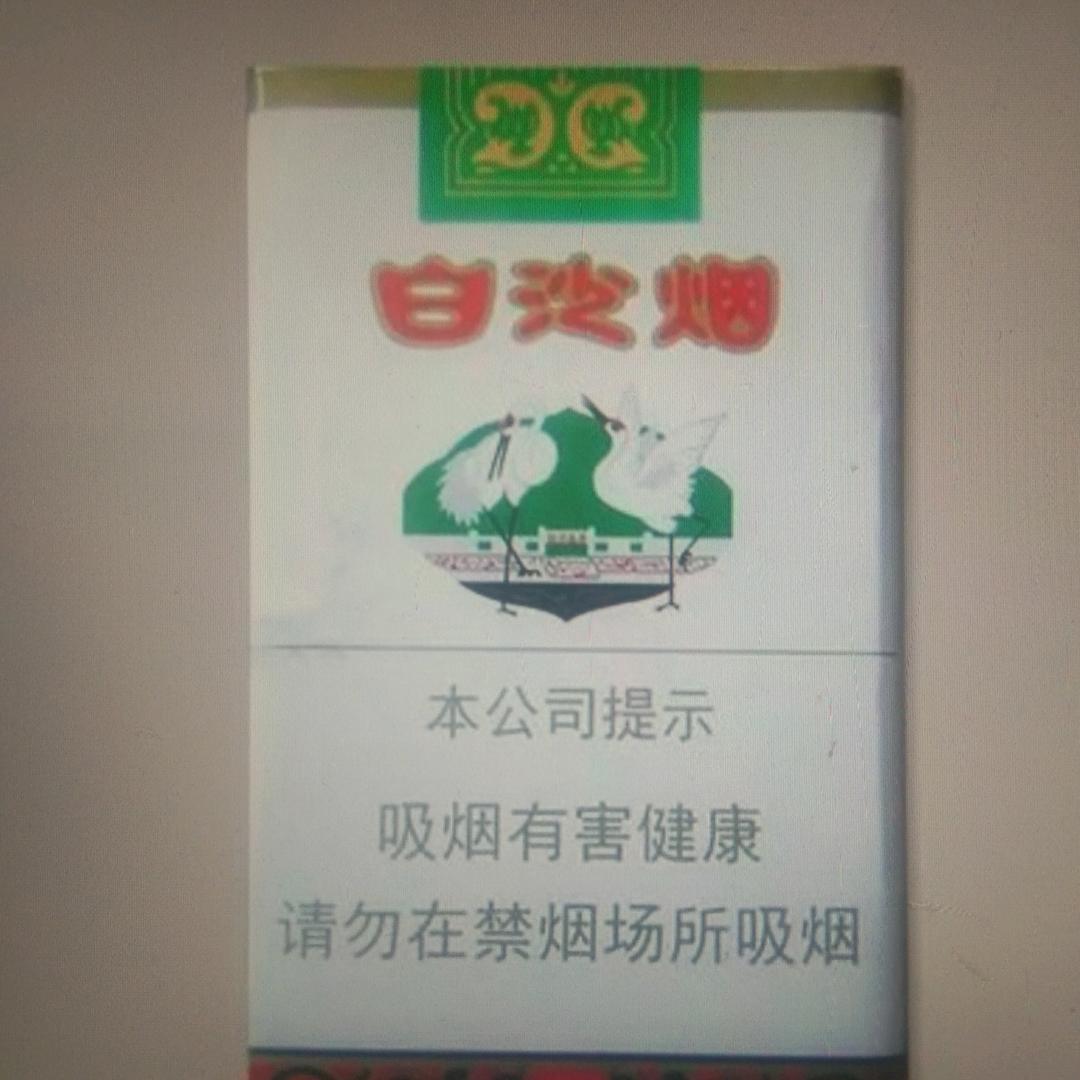 白沙烟
本公司提示
吸烟有害健康
请勿在禁烟场所吸烟